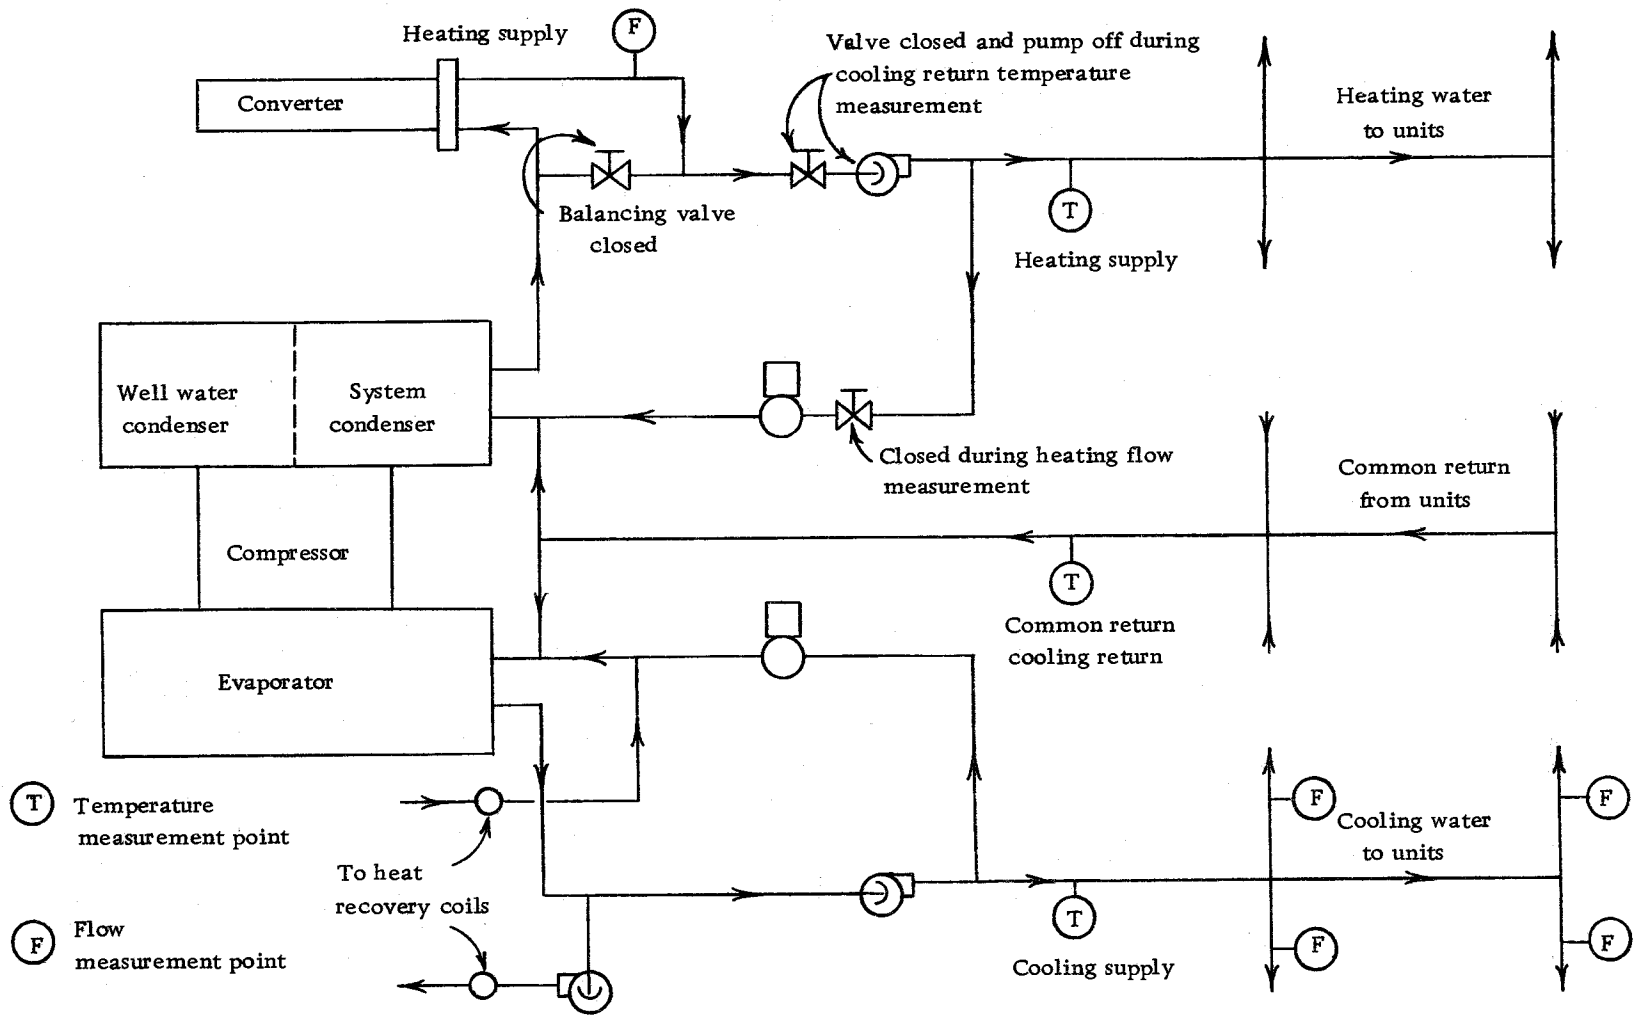 Heating supply
F
Valve closed and pump off during
cooling return temperature
measurement
Converter
Heating water
to units
T
Balancing valve
closed
Heating supply
Well water
condenser
System
condenser
Closed during heating flow
measurement
Common return
from units
Compressor
T
Common return
cooling return
Evaporator
T
Temperature
measurement point
F
F
Cooling water
to units
To heat
recovery coils
F
Flow
measurement point
T
Cooling supply
F
F